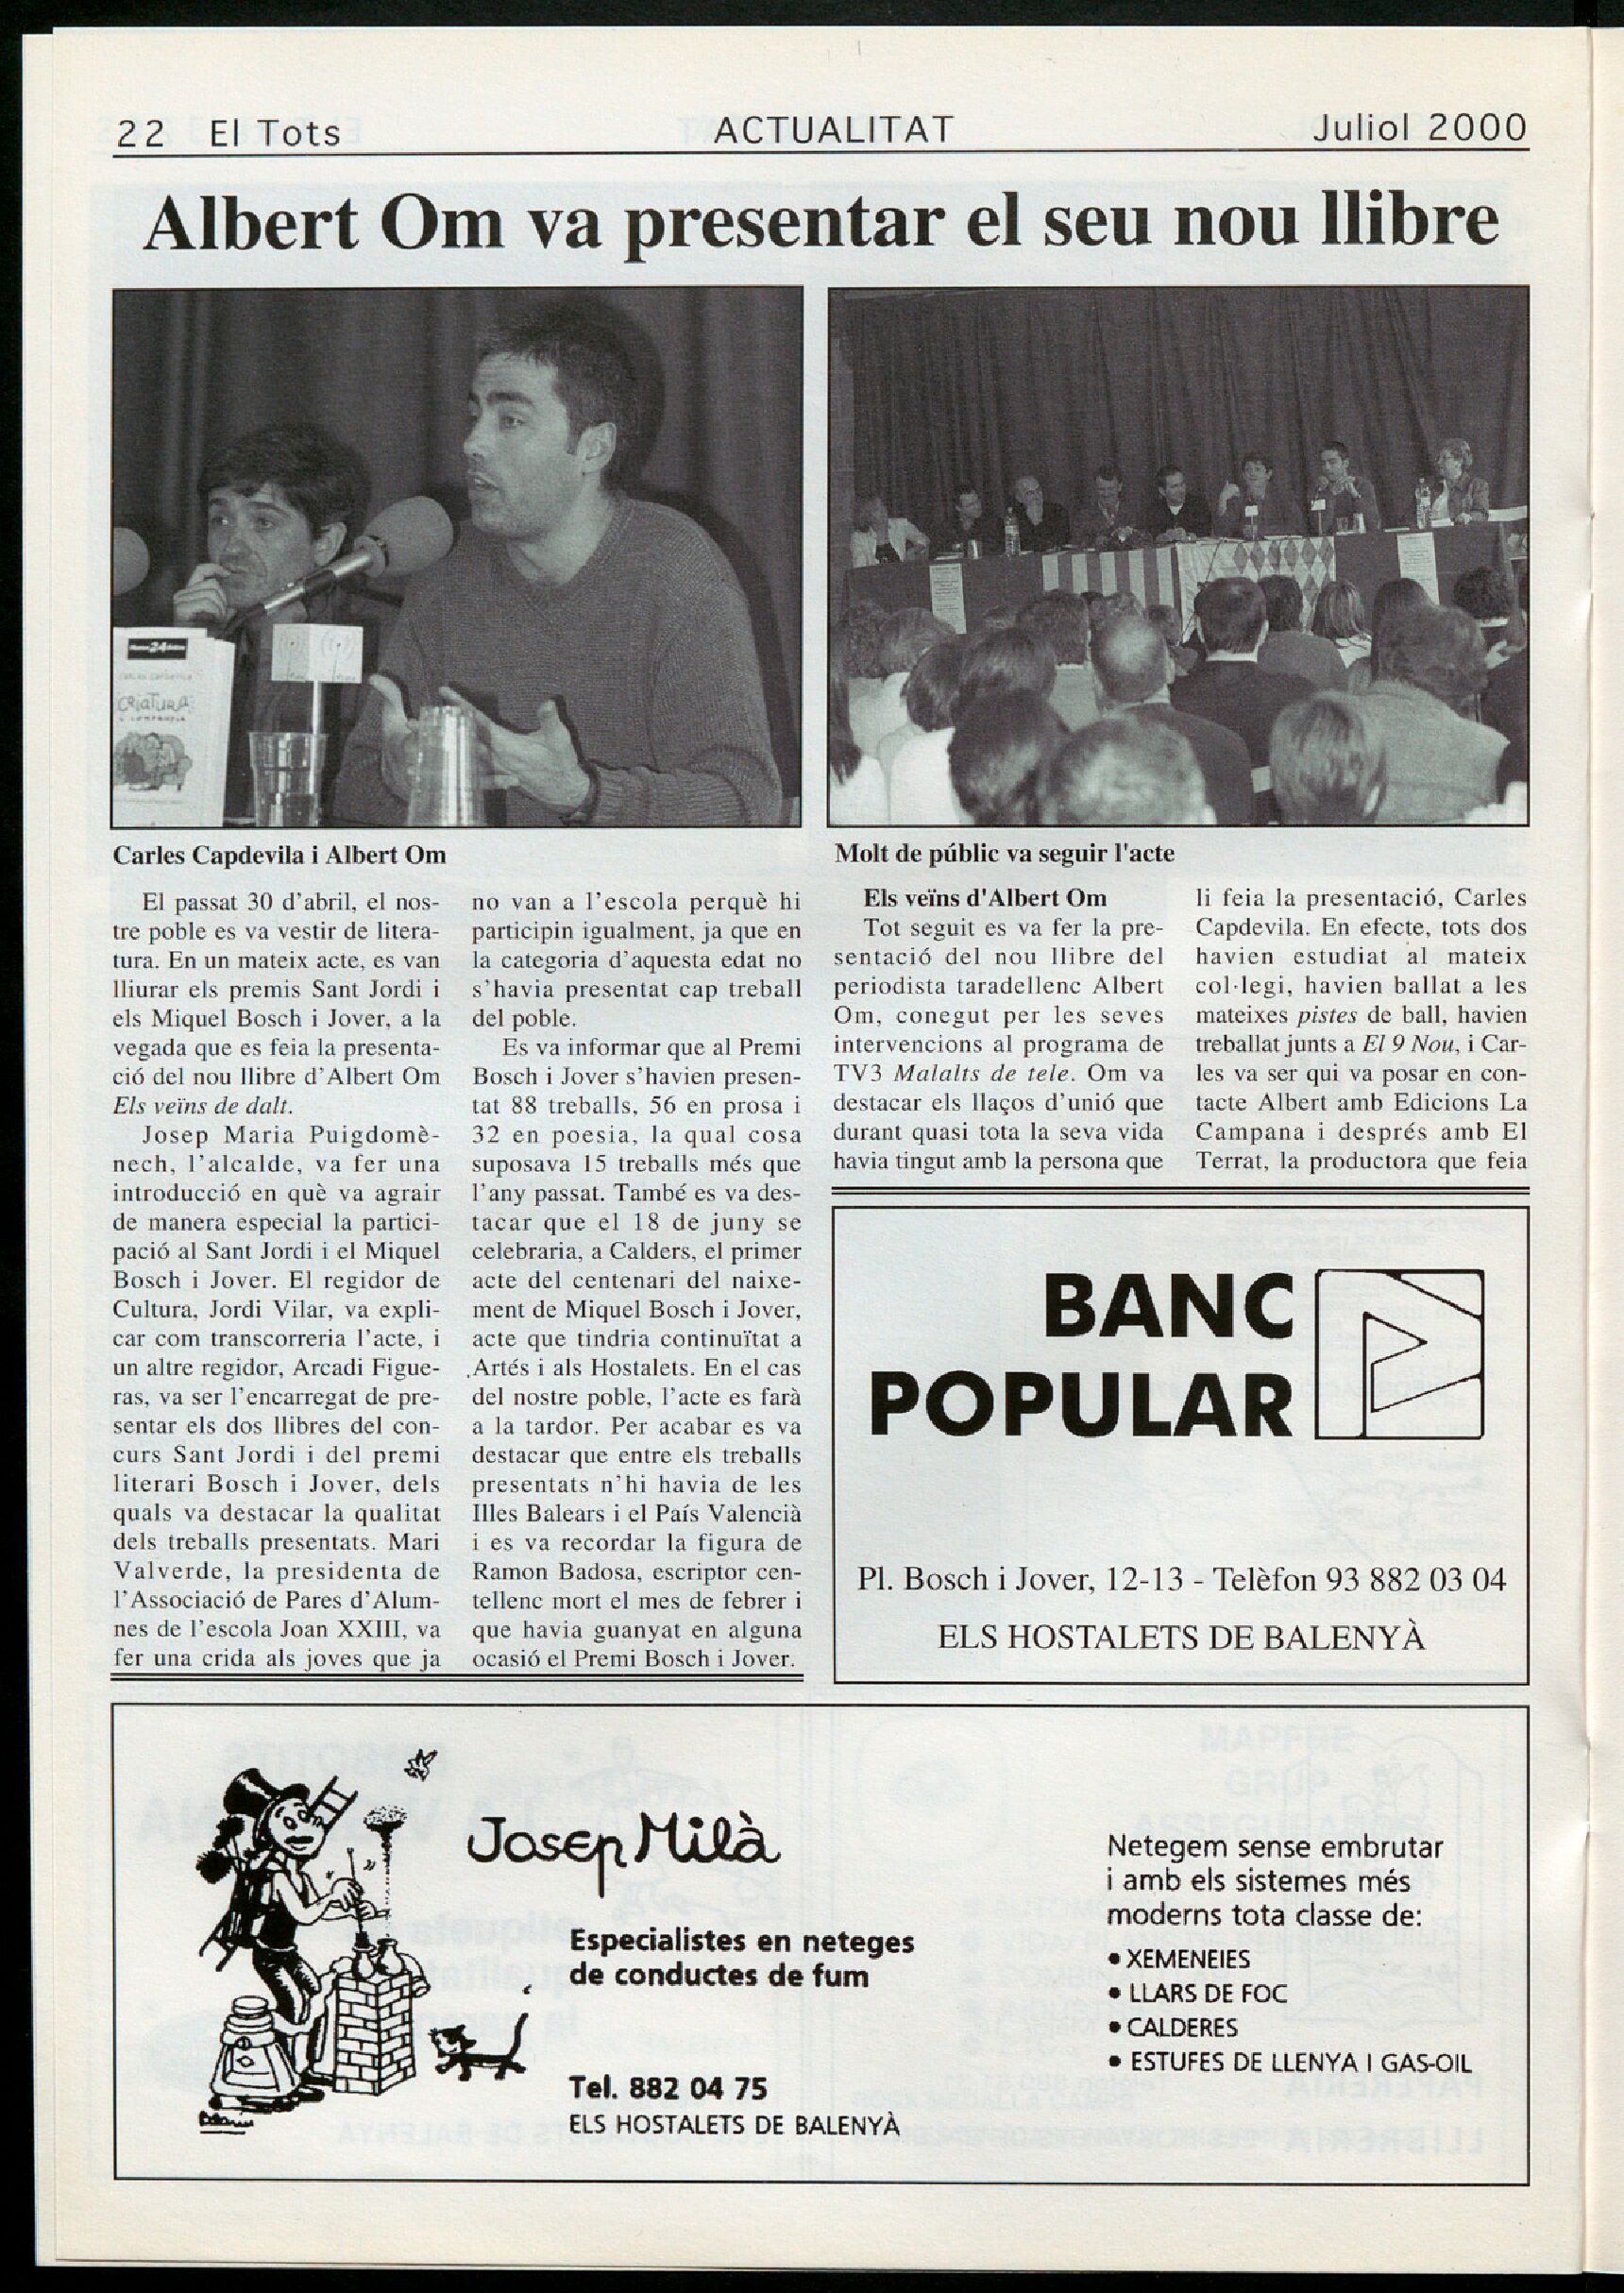 22 El Tots
ACTUALITAT
Juliol 2000
Albert Om va presentar el seu nou llibre
CRIATURA
Carles Capdevila i Albert Om
Molt de públic va seguir l'acte
El passat 30 d'abril, el nos-
tre poble es va vestir de litera-
tura. En un mateix acte, es van
lliurar els premis Sant Jordi i
els Miquel Bosch i Jover, a la
vegada que es feia la presenta-
ció del nou llibre d'Albert Om
Els veïns de dalt.
Josep Maria Puigdomè-
nech, l'alcalde, va fer una
introducció en què va agrair
de manera especial la partici-
pació al Sant Jordi i el Miquel
Bosch i Jover. El regidor de
Cultura, Jordi Vilar, va expli-
car com transcorreria l'acte, i
un altre regidor, Arcadi Figue-
ras, va ser l'encarregat de pre-
sentar els dos llibres del con-
curs Sant Jordi i del premi
literari Bosch i Jover, dels
quals va destacar la qualitat
dels treballs presentats. Mari
Valverde, la presidenta de
l'Associació de Pares d'Alum-
nes de l'escola Joan XXIII, va
fer una crida als joves que ja
no van a l'escola perquè hi
participin igualment, ja que en
la categoria d'aquesta edat no
s'havia presentat cap treball
del poble.
Es va informar que al Premi
Bosch i Jover s'havien presen-
tat 88 treballs, 56 en prosa i
32 en poesia, la qual cosa
suposava 15 treballs més que
l'any passat. També es va des-
tacar que el 18 de juny se
celebraria, a Calders, el primer
acte del centenari del naixe-
ment de Miquel Bosch i Jover,
acte que tindria continuïtat a
Artés i als Hostalets. En el cas
del nostre poble, l'acte es farà
a la tardor. Per acabar es va
destacar que entre els treballs
presentats n'hi havia de les
Illes Balears i el País Valencià
i es va recordar la figura de
Ramon Badosa, escriptor cen-
tellenc mort el mes de febrer i
que havia guanyat en alguna
ocasió el Premi Bosch i Jover.
Els veïns d'Albert Om
Tot seguit es va fer la pre-
sentació del nou llibre del
periodista taradellenc Albert
Om, conegut per les seves
intervencions al programa de
TV3 Malalts de tele. Om va
destacar els llaços d'unió que
durant quasi tota la seva vida
havia tingut amb la persona que
li feia la presentació, Carles
Capdevila. En efecte, tots dos
havien estudiat al mateix
col·legi, havien ballat a les
mateixes pistes de ball, havien
treballat junts a El 9 Nou, i Car-
les va ser qui va posar en con-
tacte Albert amb Edicions La
Campana i després amb El
Terrat, la productora que feia
BANC
POPULAR
Pl. Bosch i Jover, 12-13 - Telèfon 93 882 03 04
ELS HOSTALETS DE BALENYÀ
Josep Milà
Especialistes en neteges
de conductes de fum
Tel. 882 04 75
ELS HOSTALETS DE BALENYÀ
Netegem sense embrutar
i amb els sistemes més
moderns tota classe de:
• XEMENEIES
• LLARS DE FOC
• CALDERES
• ESTUFES DE LLENYA I GAS-OIL